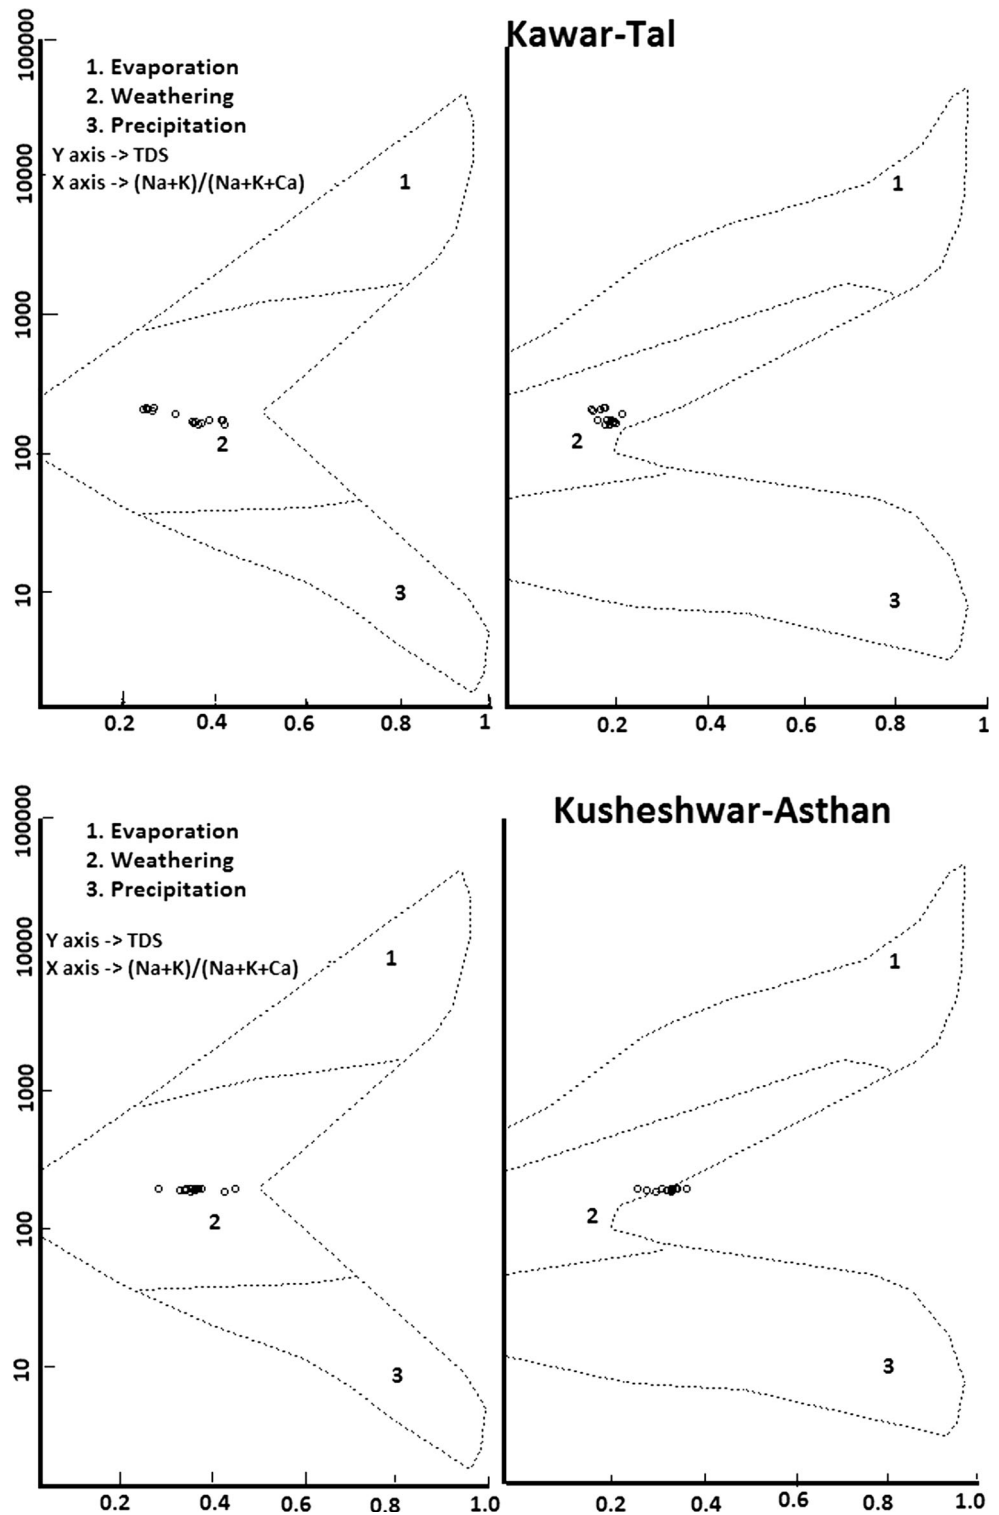 Kawar-Tal
100000
10000
1000
100
10
1. Evaporation
2. Weathering
3. Precipitation
Y axis -> TDS
X axis -> (Na+K)/(Na+K+Ca)
1
2
3
1
2
3
0.2 0.4 0.6 0.8 1
0.2 0.4 0.6 0.8 1
Kusheshwar-Asthan
100000
10000
1000
100
10
1. Evaporation
2. Weathering
3. Precipitation
Y axis -> TDS
X axis -> (Na+K)/(Na+K+Ca)
1
2
3
1
2
3
0.2 0.4 0.6 0.8 1.0
0.2 0.4 0.6 0.8 1.0